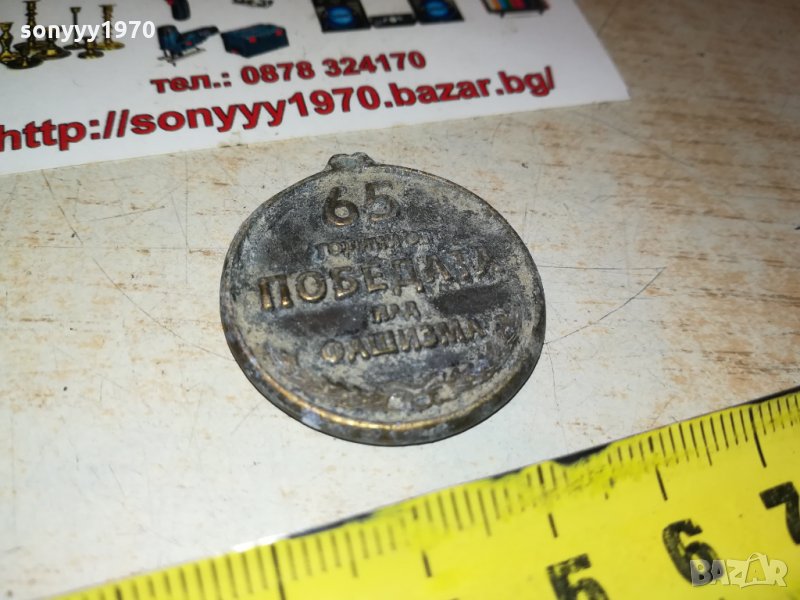 sonyyy1970
тел.: 0878 324170
http://sonyyy1970.bazar.bg/
65
ГОДИНИ ОТ
ПОБЕДАТА
НАД
ФАШИЗМА
5 6 7
BAZAR